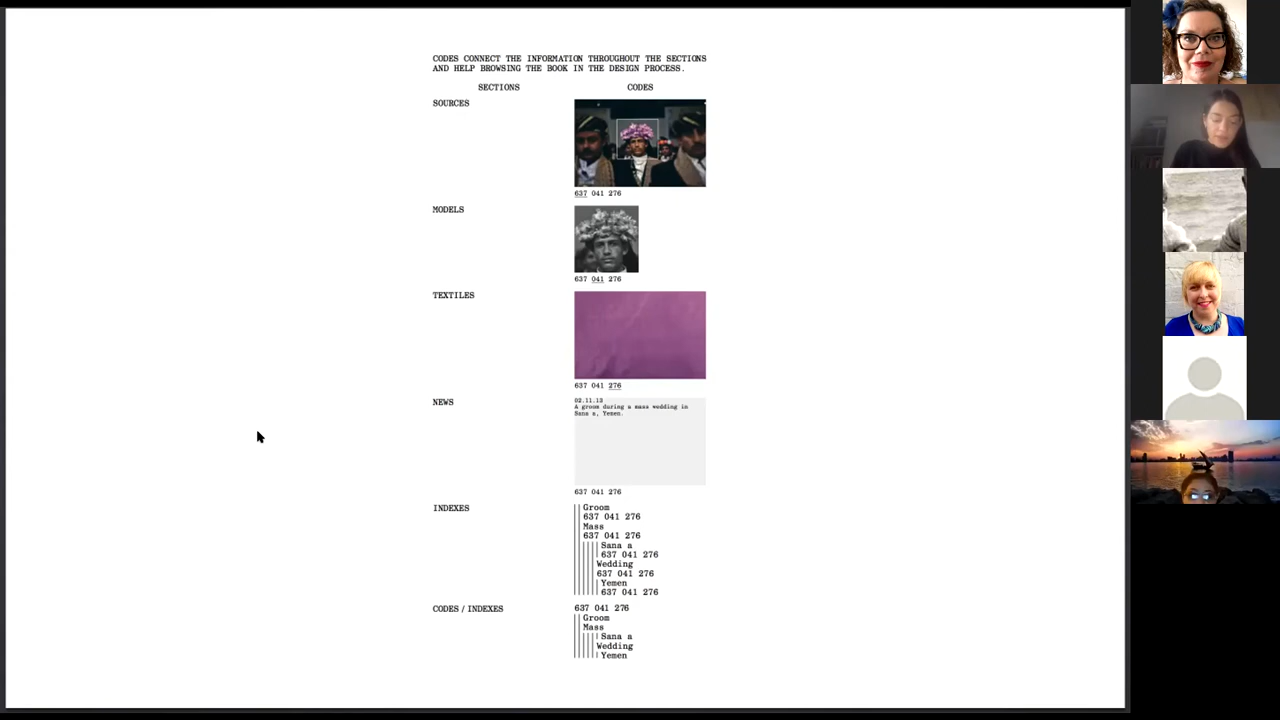 CODES CONNECT THE INFORMATION THROUGHOUT THE SECTIONS
AND HELP BROWSING THE BOOK IN THE DESIGN PROCESS.
SECTIONS CODES
SOURCES
637 041 276
MODELS
637 041 276
TEXTILES
637 041 276
NEWS
02.11.13
A groom during a mass wedding in
Sana a, Yemen.
637 041 276
INDEXES
Groom
637 041 276
Mass
637 041 276
Sana a
637 041 276
Wedding
637 041 276
Yemen
637 041 276
CODES / INDEXES
637 041 276
Groom
Mass
Sana a
Wedding
Yemen